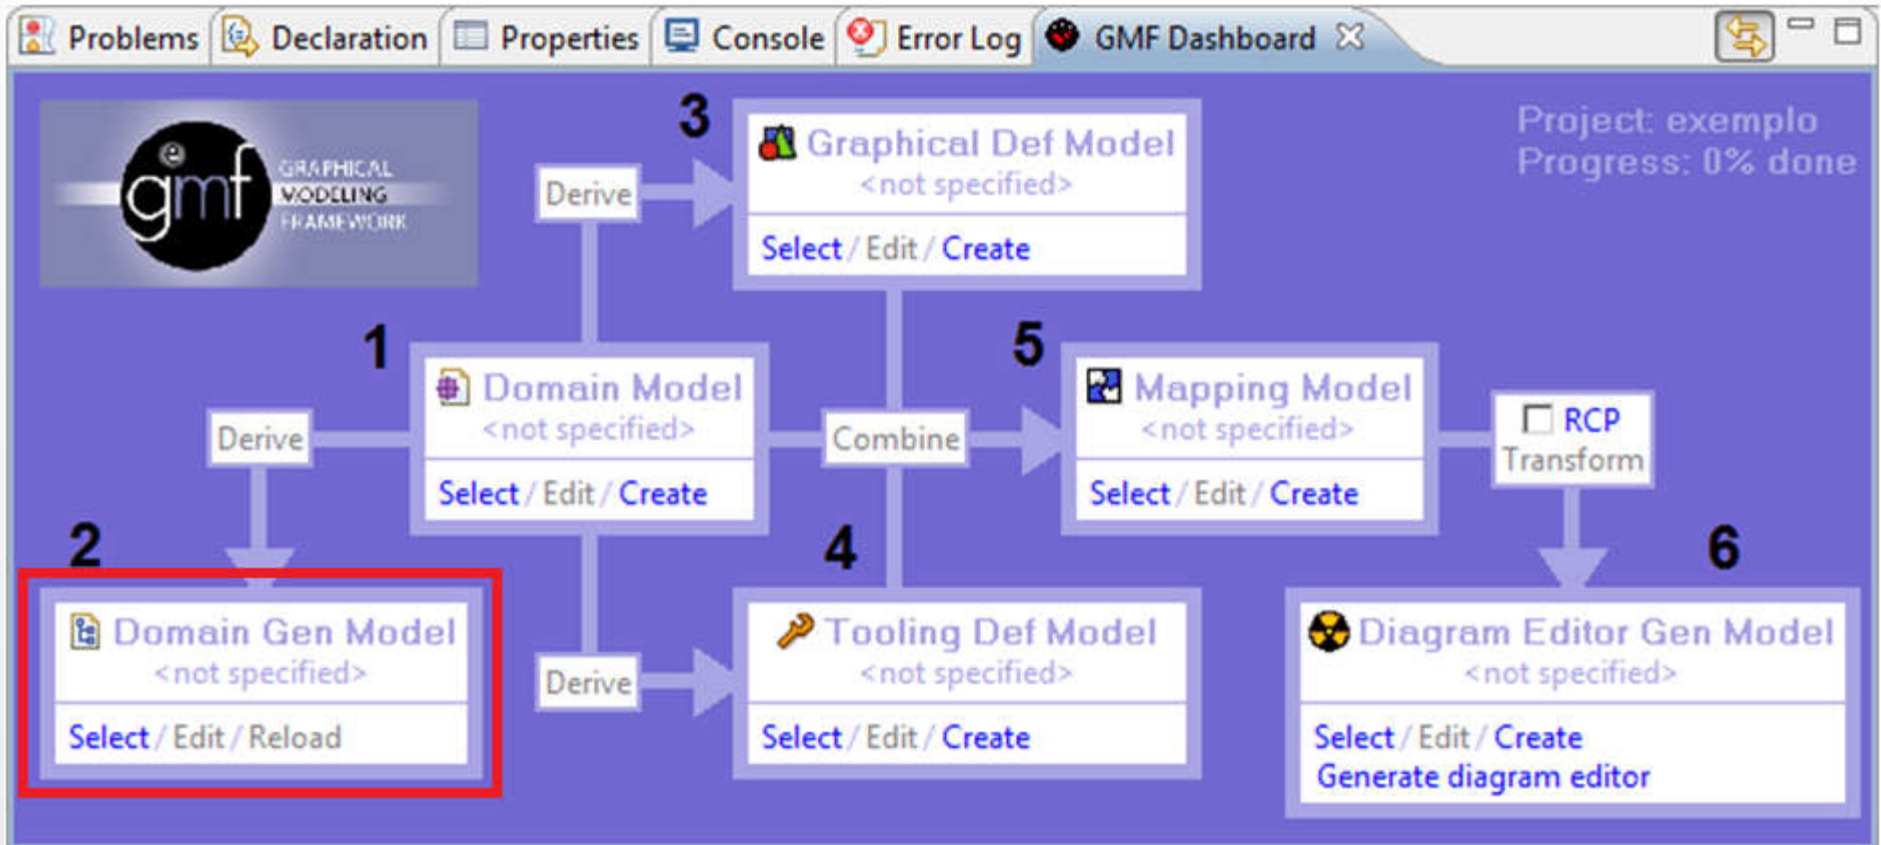 Problems Declaration Properties Console Error Log GMF Dashboard
e
gmf
GRAPHICAL
MODELING
FRAMEWORK
Project: exemplo
Progress: 0% done
3
Graphical Def Model
<not specified>
Select / Edit / Create
Derive
1
Domain Model
<not specified>
Select / Edit / Create
Derive
Combine
5
Mapping Model
<not specified>
Select / Edit / Create
RCP
Transform
2
Domain Gen Model
<not specified>
Select / Edit / Reload
Derive
4
Tooling Def Model
<not specified>
Select / Edit / Create
6
Diagram Editor Gen Model
<not specified>
Select / Edit / Create
Generate diagram editor